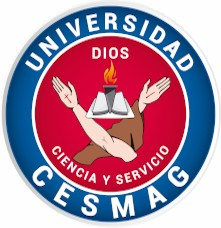 UNIVERSIDAD
DIOS
CIENCIA Y SERVICIO
CESMAG